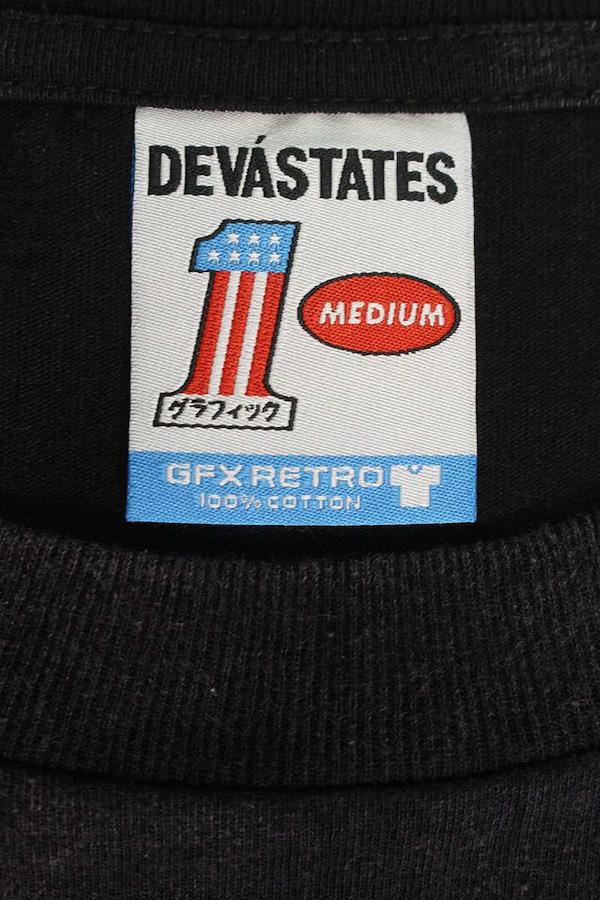 DEVÁSTATES
1
MEDIUM
グラフィック
GFX RETRO
100% COTTON